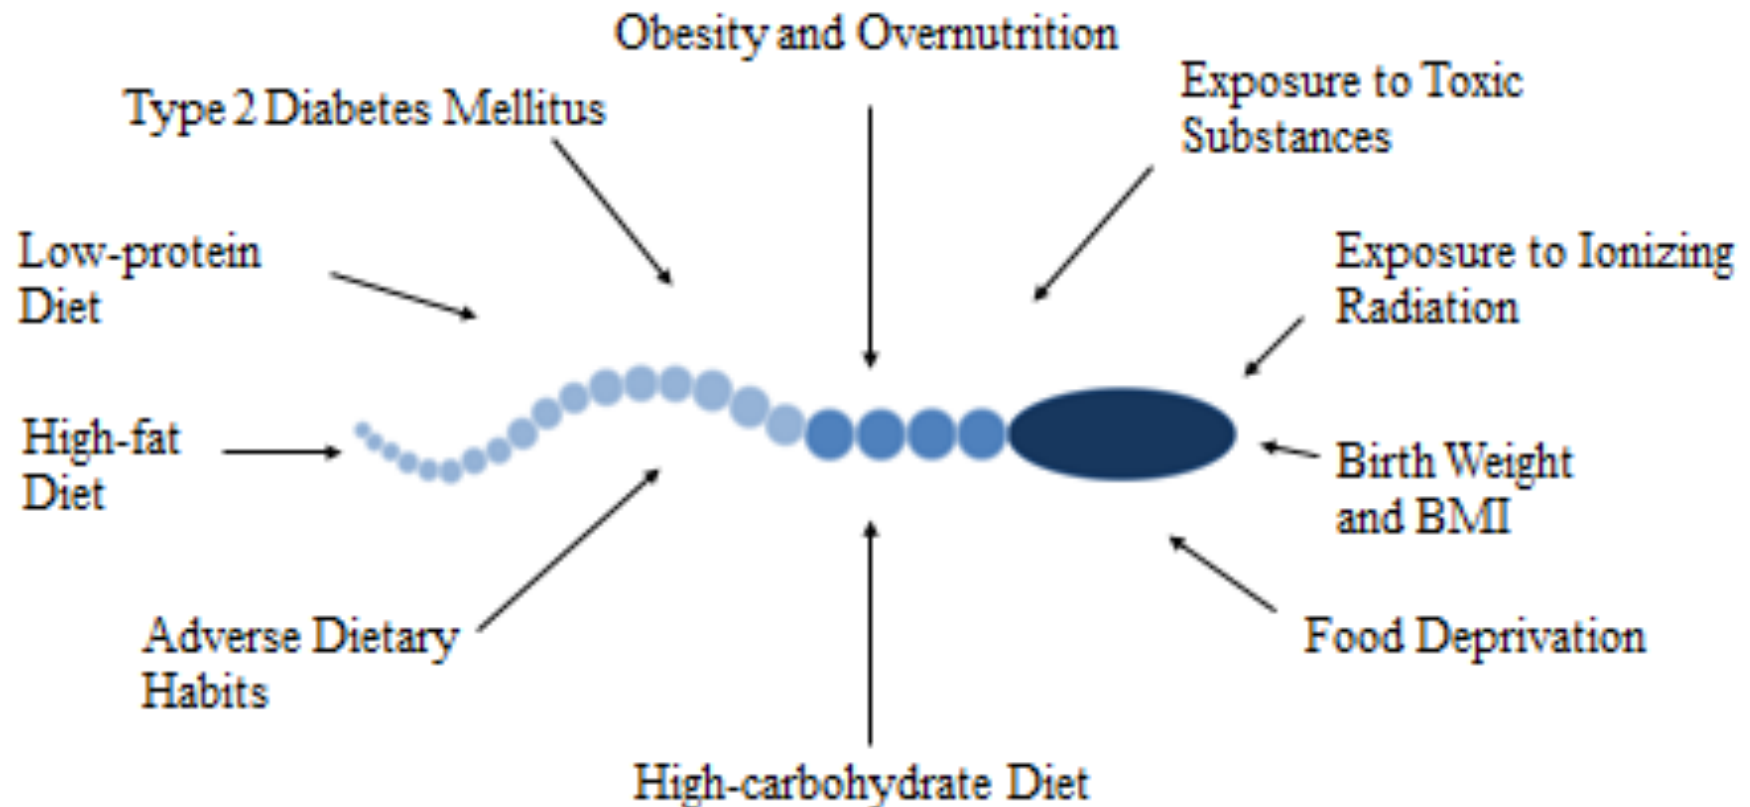 Obesity and Overnutrition
Type 2 Diabetes Mellitus
Exposure to Toxic
Substances
Low-protein
Diet
Exposure to Ionizing
Radiation
High-fat
Diet
Birth Weight
and BMI
Adverse Dietary
Habits
Food Deprivation
High-carbohydrate Diet